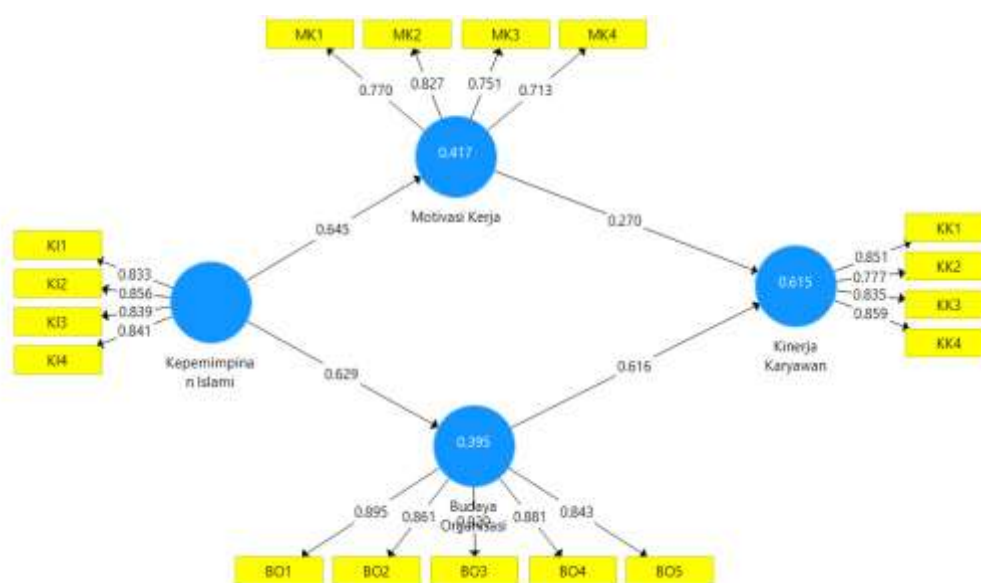 MK1 MK2 MK3 MK4
0.770 0.827 0.751 0.713
0.417
Motivasi Kerja
0.645 0.270
KI1
KI2
KI3
KI4
0.833
0.856
0.839
0.841
Kepemimpina
n Islami
KK1
KK2
KK3
KK4
0.851
0.777
0.835
0.859
0.615
Kinerja
Karyawan
0.629 0.616
0.395
Budaya
Organisasi
0.895 0.861 0.881 0.843
BO1 BO2 BO3 BO4 BO5